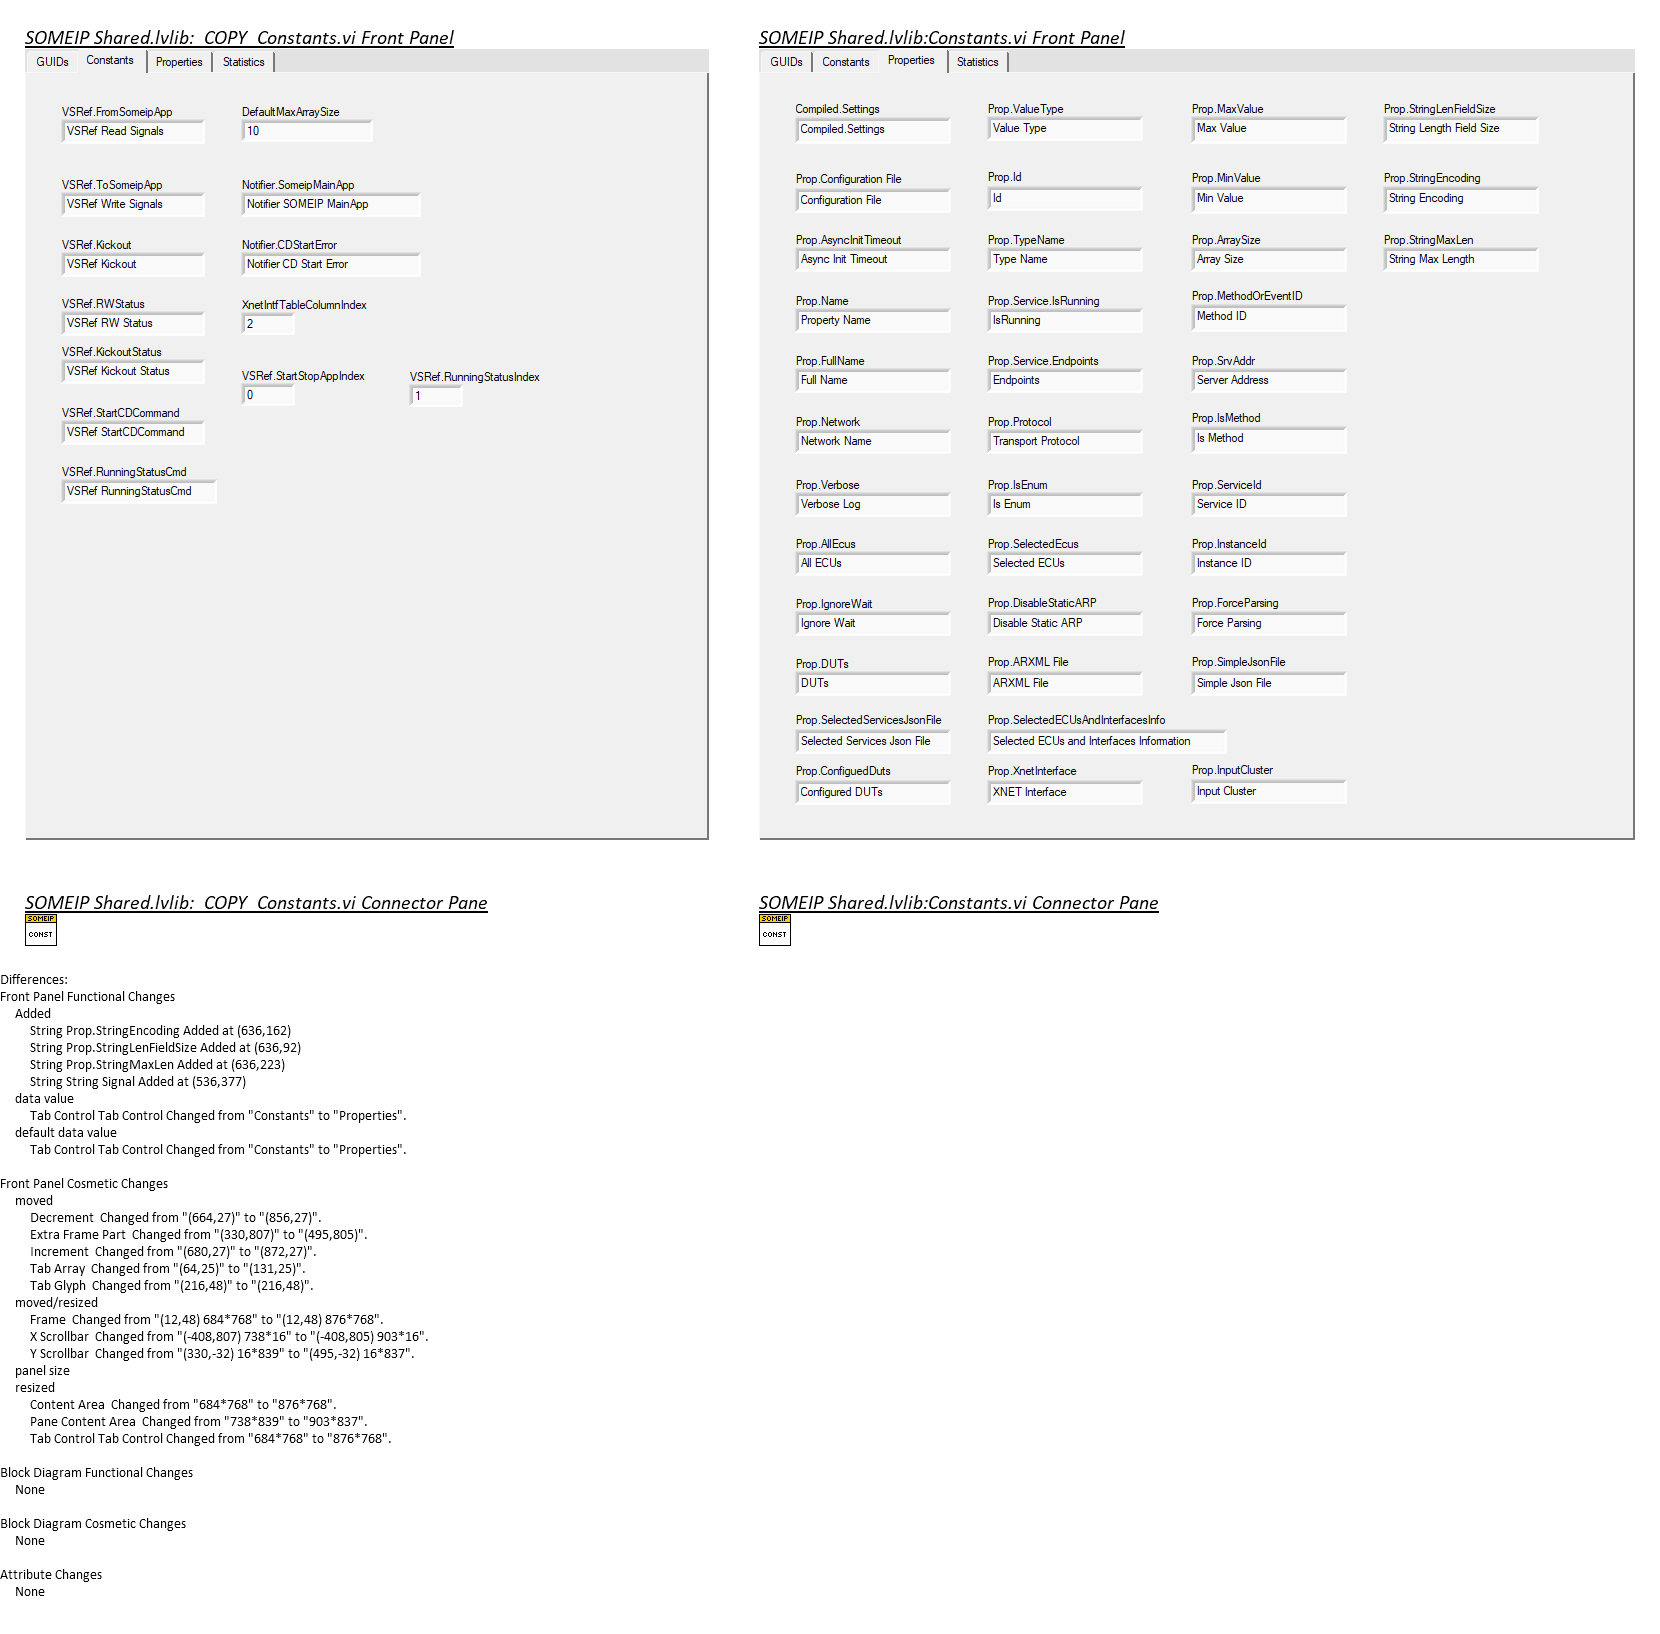 SOMEIP Shared.lvlib:  COPY  Constants.vi Front Panel
GUIDs Constants Properties Statistics
VSRef.FromSomeipApp DefaultMaxArraySize
VSRef Read Signals 10
VSRef.ToSomeipApp Notifier.SomeipMainApp
VSRef Write Signals Notifier SOMEIP MainApp
VSRef.Kickout Notifier.CDStartError
VSRef Kickout Notifier CD Start Error
VSRef.RWStatus XnetIntfTableColumnIndex
VSRef RW Status 2
VSRef.KickoutStatus
VSRef Kickout Status
VSRef.StartStopAppIndex VSRef.RunningStatusIndex
0 1
VSRef.StartCDCommand
VSRef StartCDCommand
VSRef.RunningStatusCmd
VSRef RunningStatusCmd
SOMEIP Shared.lvlib:Constants.vi Front Panel
GUIDs Constants Properties Statistics
Compiled.Settings Prop.ValueType Prop.MaxValue Prop.StringLenFieldSize
Compiled.Settings Value Type Max Value String Length Field Size
Prop.Configuration File Prop.Id Prop.MinValue Prop.StringEncoding
Configuration File Id Min Value String Encoding
Prop.AsyncInitTimeout Prop.TypeName Prop.ArraySize Prop.StringMaxLen
Async Init Timeout Type Name Array Size String Max Length
Prop.Name Prop.Service.IsRunning Prop.MethodOrEventID
Property Name IsRunning Method ID
Prop.FullName Prop.Service.Endpoints Prop.SrvAddr
Full Name Endpoints Server Address
Prop.Network Prop.Protocol Prop.IsMethod
Network Name Transport Protocol Is Method
Prop.Verbose Prop.IsEnum Prop.ServiceId
Verbose Log Is Enum Service ID
Prop.AllEcus Prop.SelectedEcus Prop.InstanceId
All ECUs Selected ECUs Instance ID
Prop.IgnoreWait Prop.DisableStaticARP Prop.ForceParsing
Ignore Wait Disable Static ARP Force Parsing
Prop.DUTs Prop.ARXML File Prop.SimpleJsonFile
DUTs ARXML File Simple Json File
Prop.SelectedServicesJsonFile Prop.SelectedECUsAndInterfacesInfo
Selected Services Json File Selected ECUs and Interfaces Information
Prop.ConfiguedDuts Prop.XnetInterface Prop.InputCluster
Configured DUTs XNET Interface Input Cluster
SOMEIP Shared.lvlib:  COPY  Constants.vi Connector Pane
SOMEIP
CONST
SOMEIP Shared.lvlib:Constants.vi Connector Pane
SOMEIP
CONST
Differences:
Front Panel Functional Changes
Added
String Prop.StringEncoding Added at (636,162)
String Prop.StringLenFieldSize Added at (636,92)
String Prop.StringMaxLen Added at (636,223)
String String Signal Added at (536,377)
data value
Tab Control Tab Control Changed from "Constants" to "Properties".
default data value
Tab Control Tab Control Changed from "Constants" to "Properties".
Front Panel Cosmetic Changes
moved
Decrement  Changed from "(664,27)" to "(856,27)".
Extra Frame Part  Changed from "(330,807)" to "(495,805)".
Increment  Changed from "(680,27)" to "(872,27)".
Tab Array  Changed from "(64,25)" to "(131,25)".
Tab Glyph  Changed from "(216,48)" to "(216,48)".
moved/resized
Frame  Changed from "(12,48) 684*768" to "(12,48) 876*768".
X Scrollbar  Changed from "(-408,807) 738*16" to "(-408,805) 903*16".
Y Scrollbar  Changed from "(330,-32) 16*839" to "(495,-32) 16*837".
panel size
resized
Content Area  Changed from "684*768" to "876*768".
Pane Content Area  Changed from "738*839" to "903*837".
Tab Control Tab Control Changed from "684*768" to "876*768".
Block Diagram Functional Changes
None
Block Diagram Cosmetic Changes
None
Attribute Changes
None